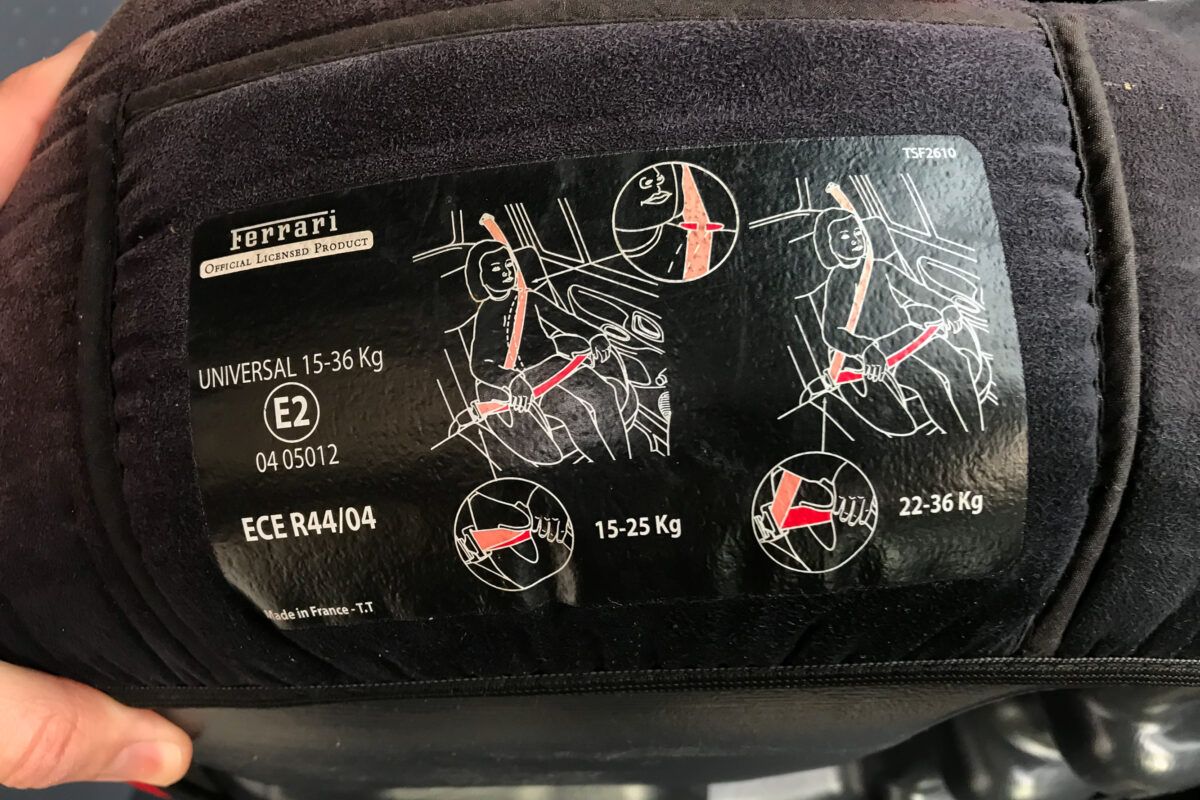 TSF2610
Ferrari
OFFICIAL LICENSED PRODUCT
UNIVERSAL 15-36 Kg
E2
04 05012
ECE R44/04
15-25 Kg
22-36 Kg
Made in France - T.T